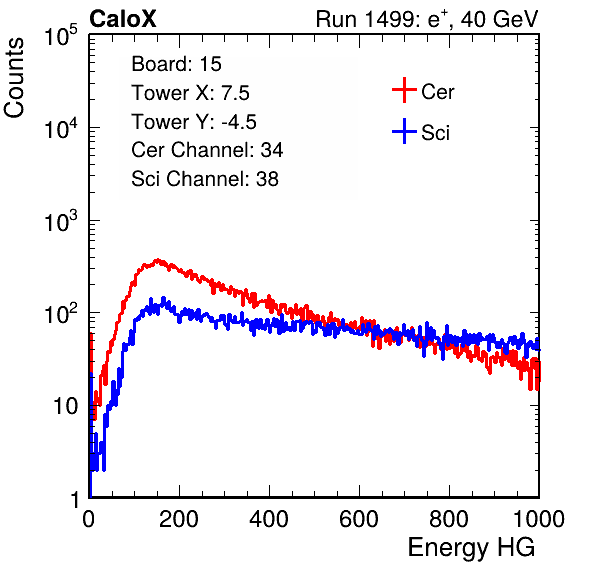 CaloX Run 1499: e⁺, 40 GeV
Counts
10⁵
10⁴
10³
10²
10
1
Board: 15
Tower X: 7.5
Tower Y: -4.5
Cer Channel: 34
Sci Channel: 38
Cer
Sci
0 200 400 600 800 1000
Energy HG